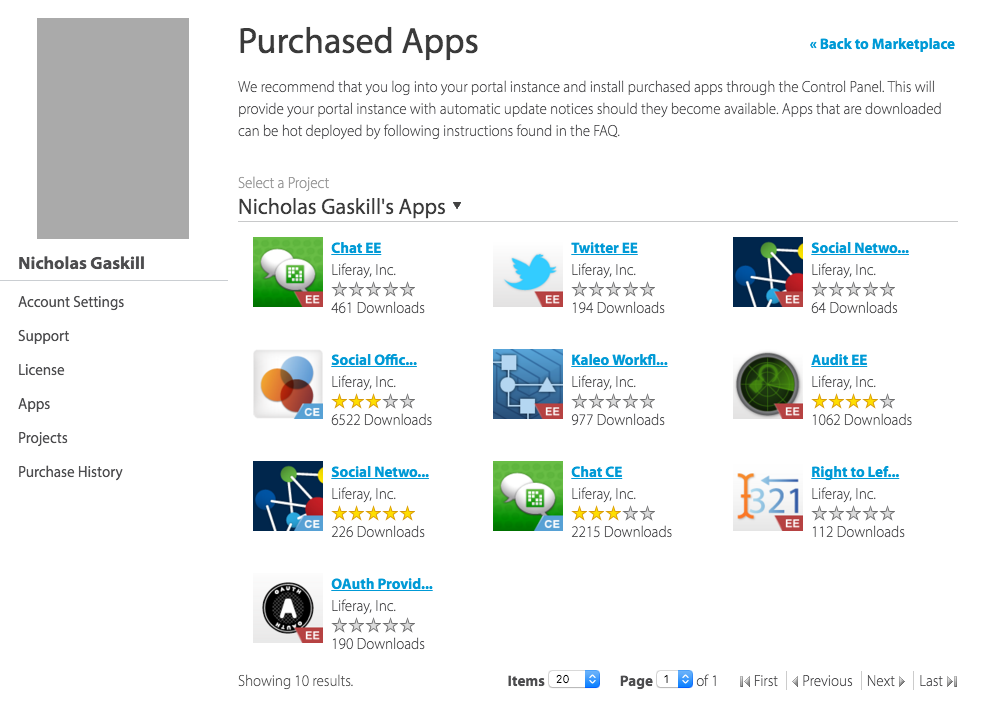 Purchased Apps
« Back to Marketplace
We recommend that you log into your portal instance and install purchased apps through the Control Panel. This will
provide your portal instance with automatic update notices should they become available. Apps that are downloaded
can be hot deployed by following instructions found in the FAQ.
Select a Project
Nicholas Gaskill's Apps
Nicholas Gaskill
Account Settings
Support
License
Apps
Projects
Purchase History
EE
Chat EE
Liferay, Inc.
461 Downloads
EE
Twitter EE
Liferay, Inc.
194 Downloads
EE
Social Netwo...
Liferay, Inc.
64 Downloads
CE
Social Offic...
Liferay, Inc.
6522 Downloads
EE
Kaleo Workfl...
Liferay, Inc.
977 Downloads
EE
Audit EE
Liferay, Inc.
1062 Downloads
CE
Social Netwo...
Liferay, Inc.
226 Downloads
CE
Chat CE
Liferay, Inc.
2215 Downloads
321
EE
Right to Lef...
Liferay, Inc.
112 Downloads
A
OAUTH
EE
OAuth Provid...
Liferay, Inc.
190 Downloads
Showing 10 results.
Items 20 Page 1 of 1 First Previous Next Last